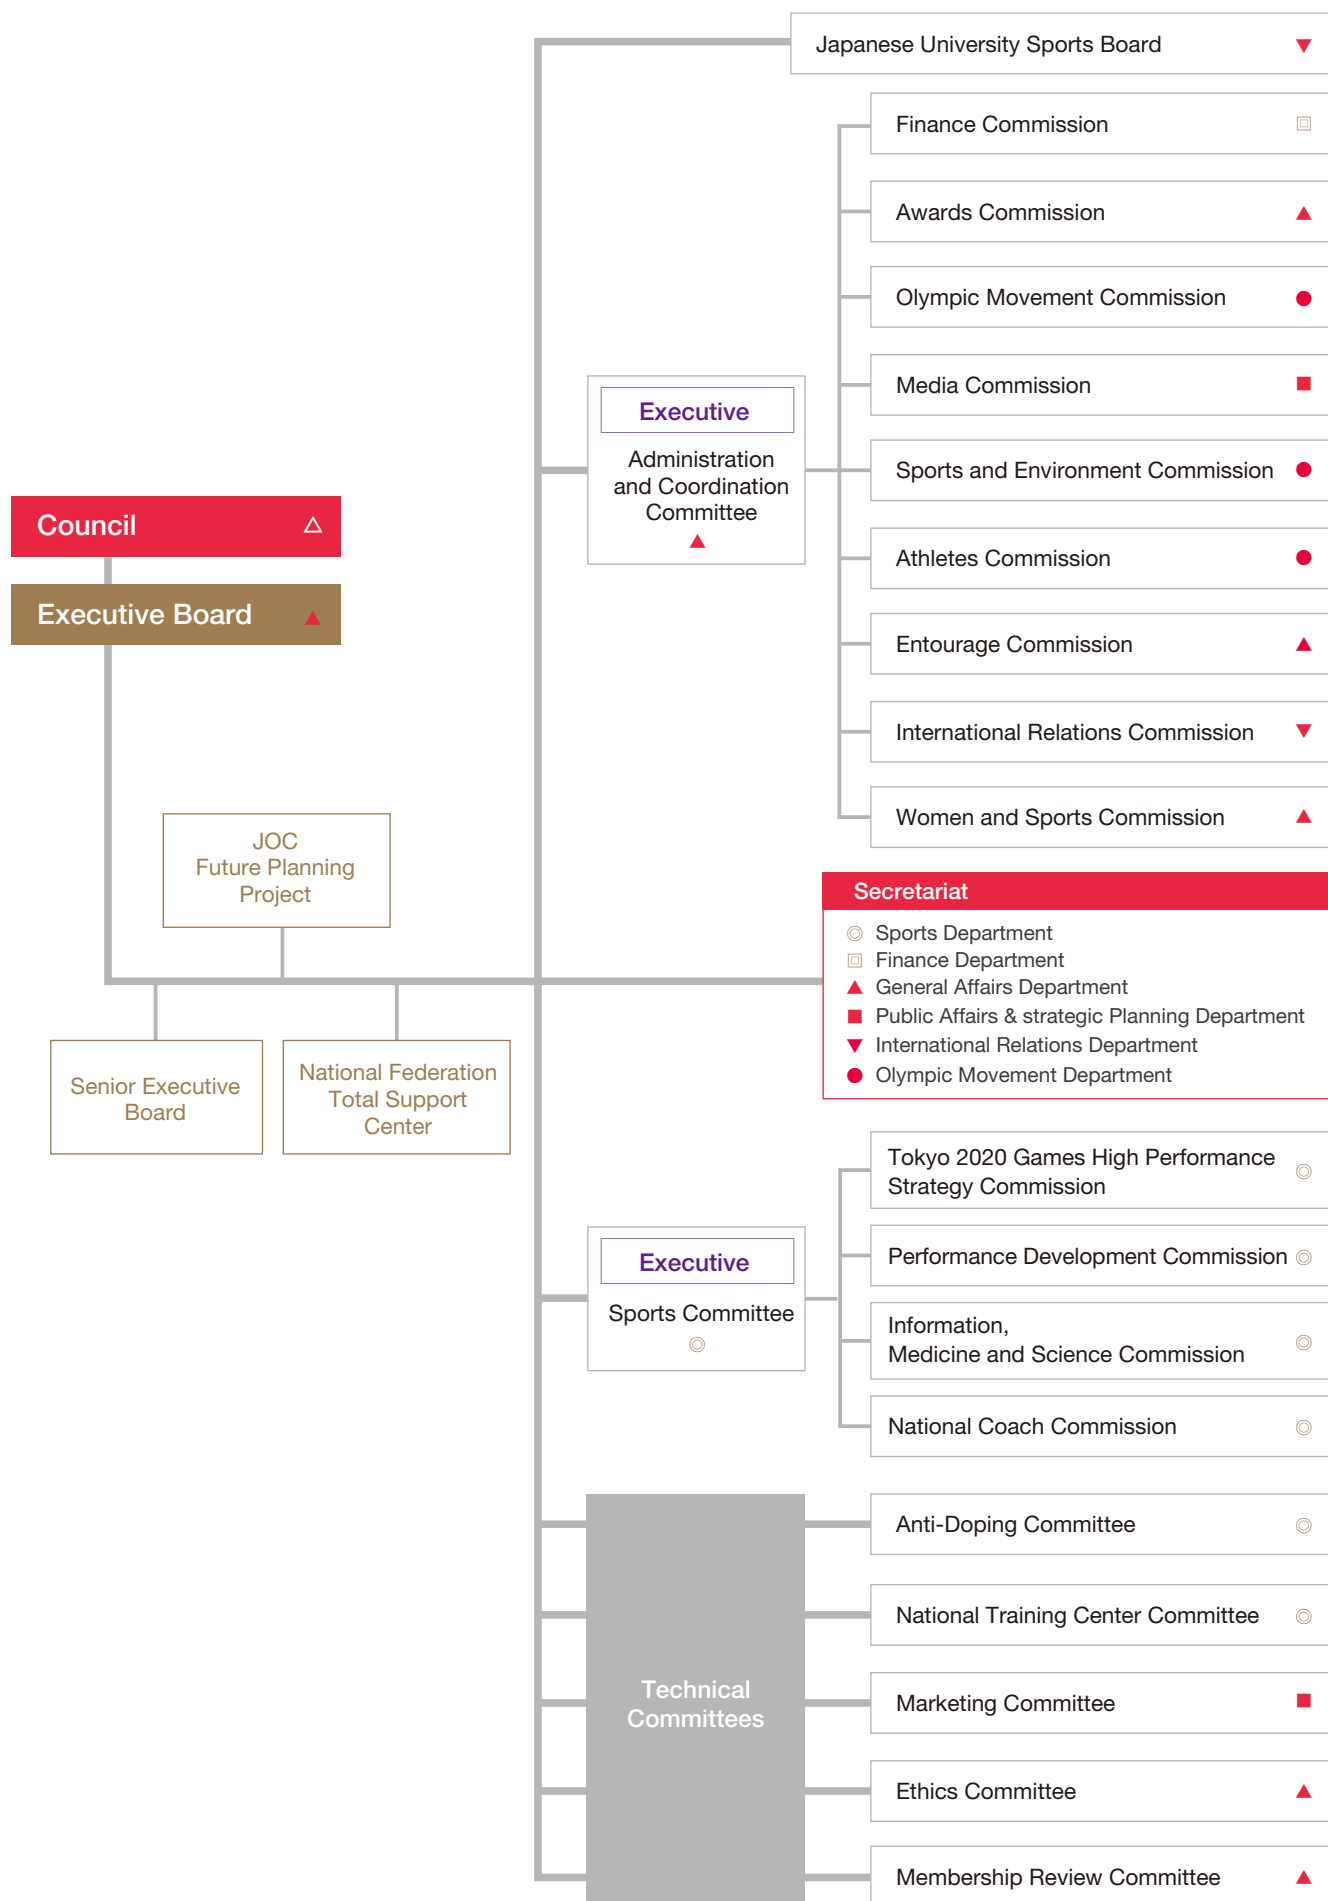 Japanese University Sports Board
Finance Commission
Awards Commission
Olympic Movement Commission
Media Commission
Executive
Administration
and Coordination
Committee
Sports and Environment Commission
Athletes Commission
Entourage Commission
International Relations Commission
Women and Sports Commission
Council
Executive Board
JOC
Future Planning
Project
Senior Executive
Board
National Federation
Total Support
Center
Secretariat
Sports Department
Finance Department
General Affairs Department
Public Affairs & strategic Planning Department
International Relations Department
Olympic Movement Department
Executive
Sports Committee
Tokyo 2020 Games High Performance
Strategy Commission
Performance Development Commission
Information,
Medicine and Science Commission
National Coach Commission
Technical
Committees
Anti-Doping Committee
National Training Center Committee
Marketing Committee
Ethics Committee
Membership Review Committee